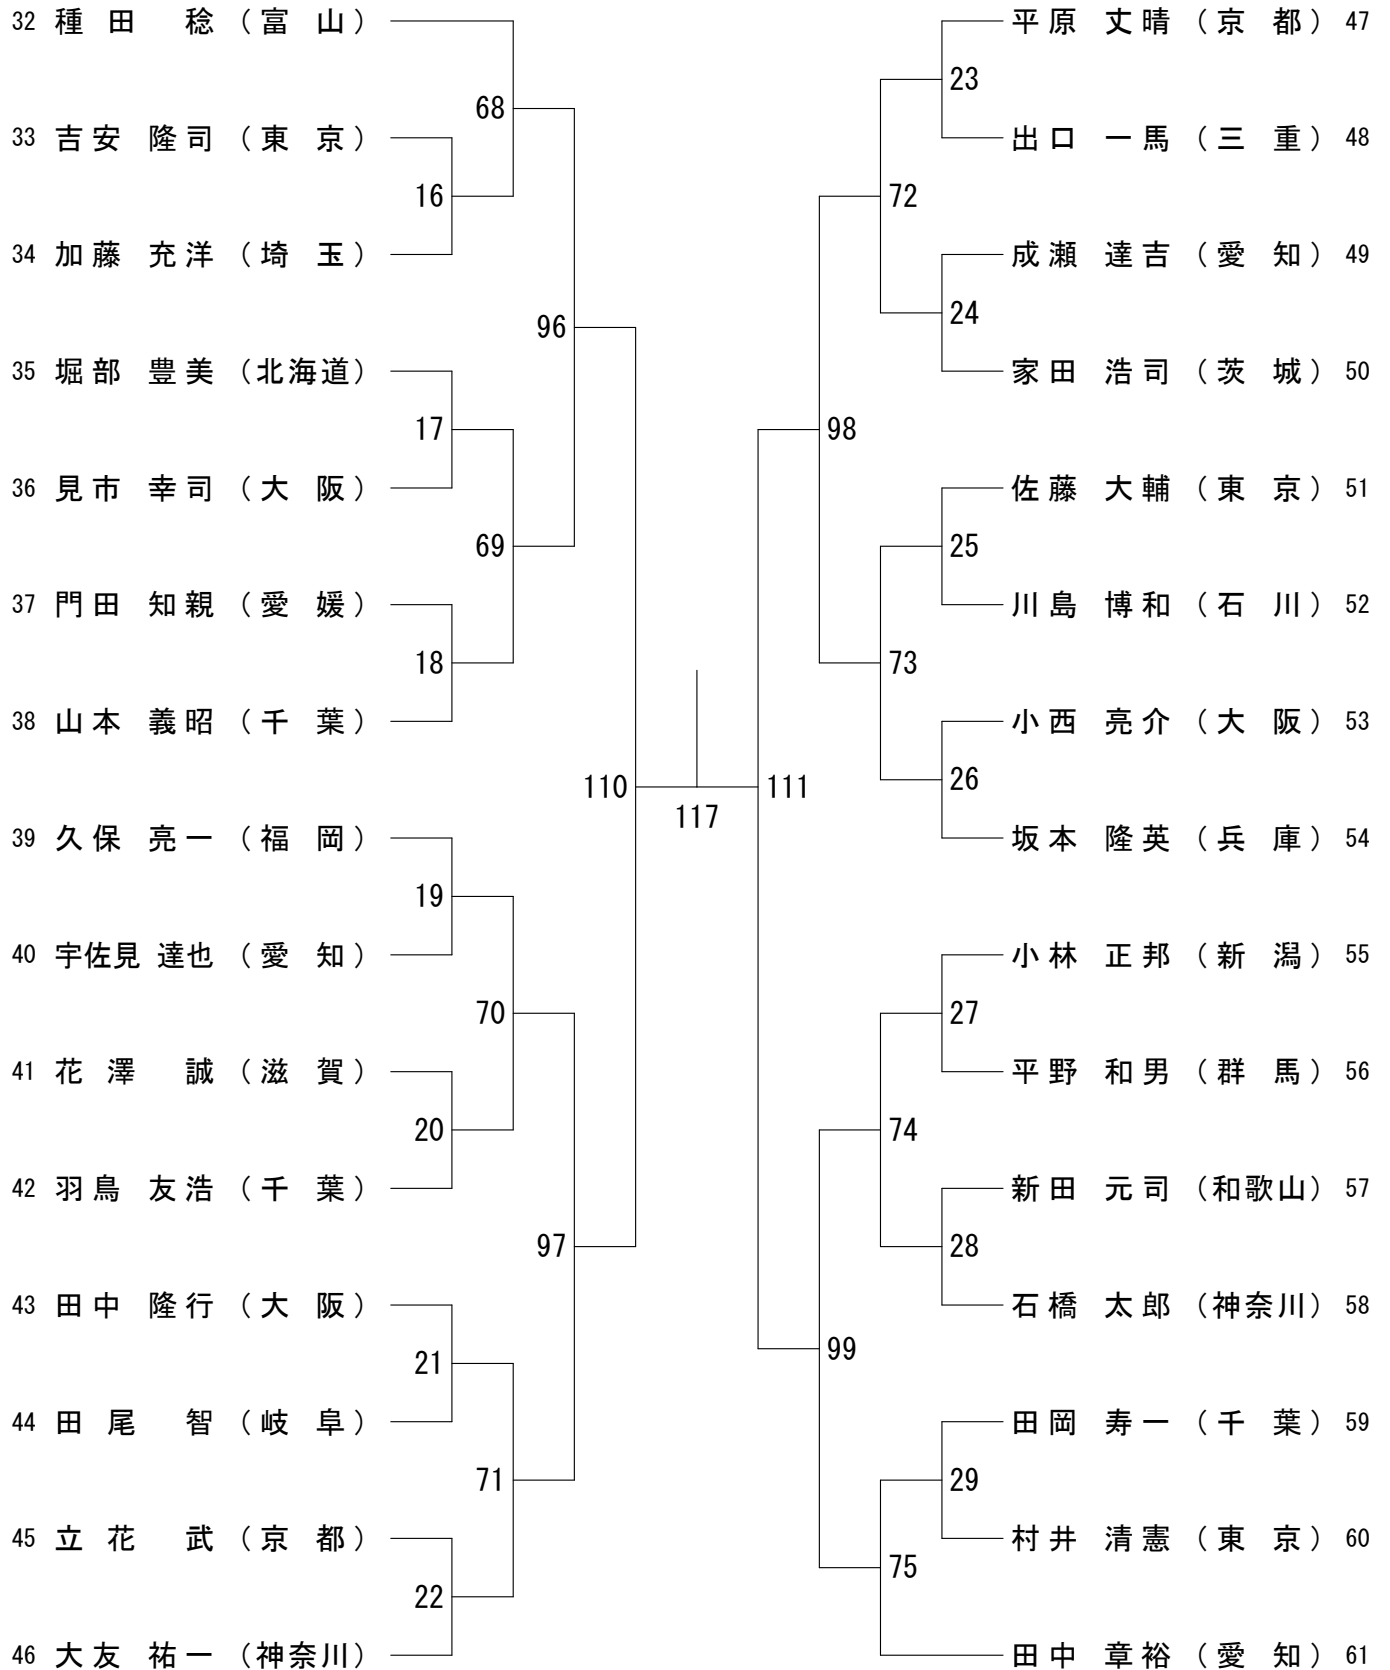 32 種田 稔 (富山)
33 吉安 隆司 (東京)
34 加藤 充洋 (埼玉)
35 堀部 豊美 (北海道)
36 見市 幸司 (大阪)
37 門田 知親 (愛媛)
38 山本 義昭 (千葉)
39 久保 亮一 (福岡)
40 宇佐見 達也 (愛知)
41 花澤 誠 (滋賀)
42 羽鳥 友浩 (千葉)
43 田中 隆行 (大阪)
44 田尾 智 (岐阜)
45 立花 武 (京都)
46 大友 祐一 (神奈川)
16
17
18
19
20
21
22
68
69
70
71
96
97
110
117
111
98
99
72
73
74
75
23
24
25
26
27
28
29
平原 丈晴 (京都) 47
出口 一馬 (三重) 48
成瀬 達吉 (愛知) 49
家田 浩司 (茨城) 50
佐藤 大輔 (東京) 51
川島 博和 (石川) 52
小西 亮介 (大阪) 53
坂本 隆英 (兵庫) 54
小林 正邦 (新潟) 55
平野 和男 (群馬) 56
新田 元司 (和歌山) 57
石橋 太郎 (神奈川) 58
田岡 寿一 (千葉) 59
村井 清憲 (東京) 60
田中 章裕 (愛知) 61